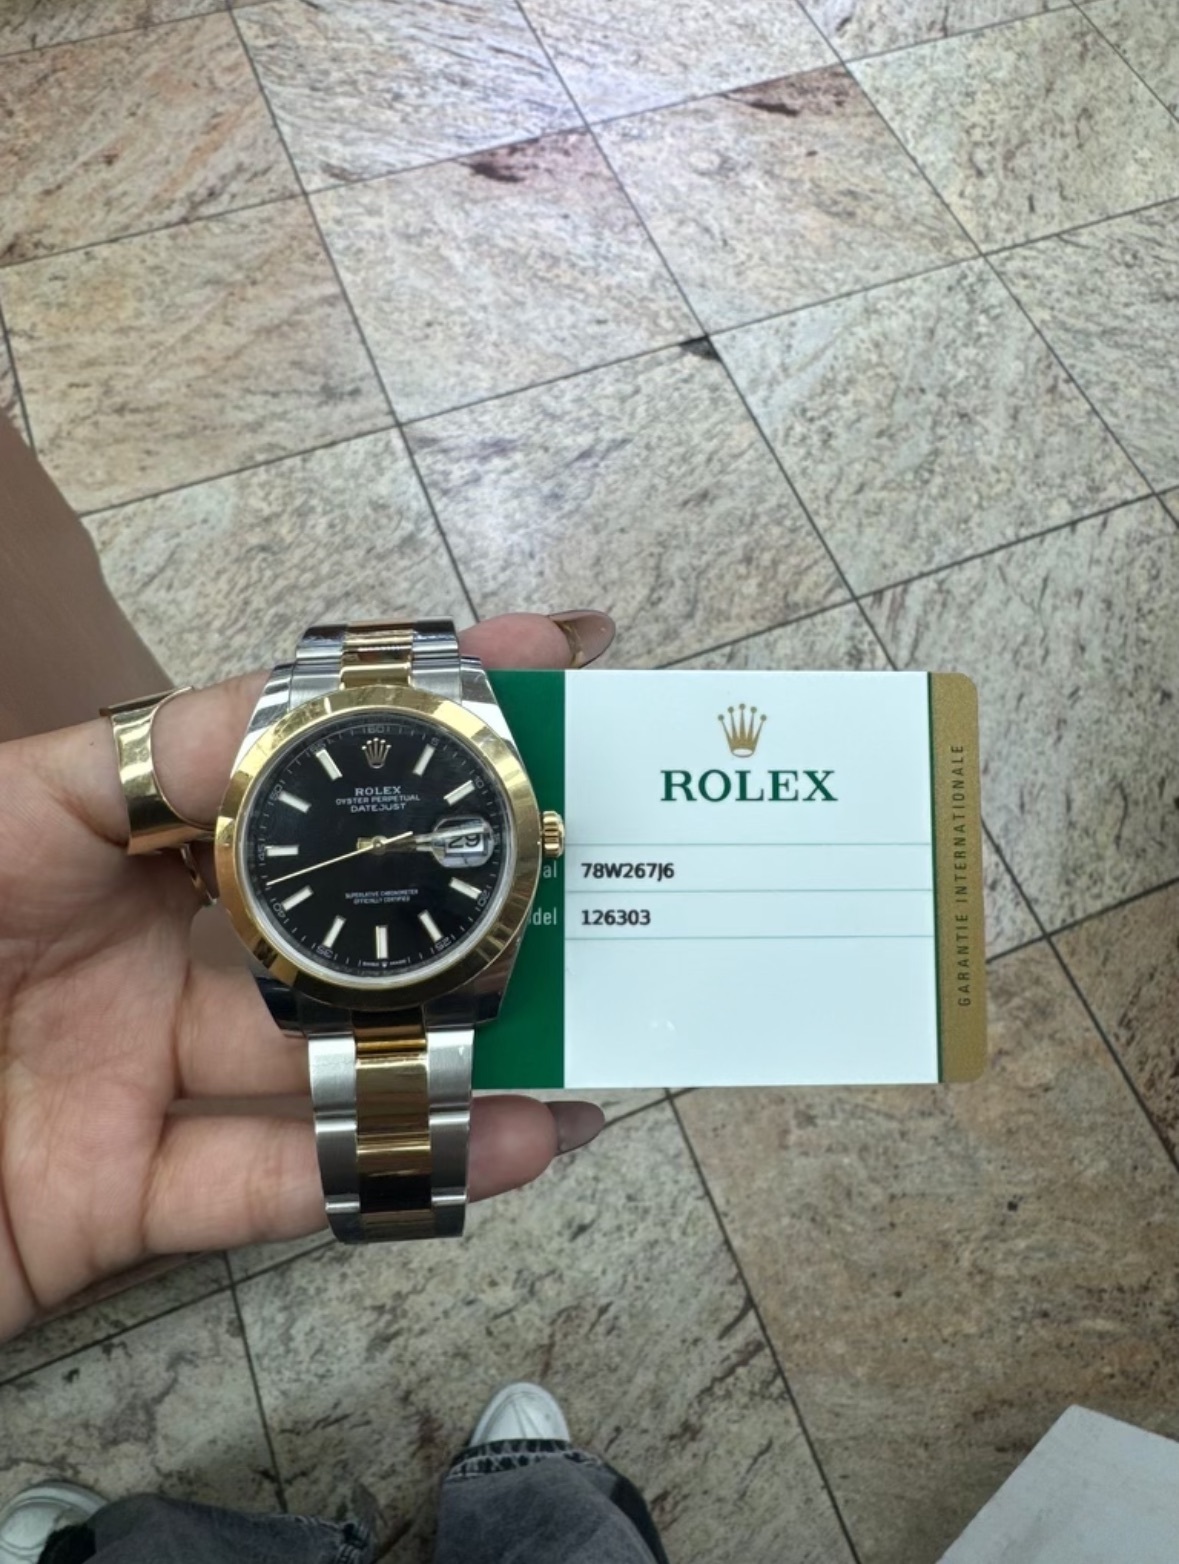 ROLEX
OYSTER PERPETUAL
DATEJUST
29
SUPERLATIVE CHRONOMETER
OFFICIALLY CERTIFIED
ROLEX
al 78W267J6
del 126303
GARANTIE INTERNATIONALE